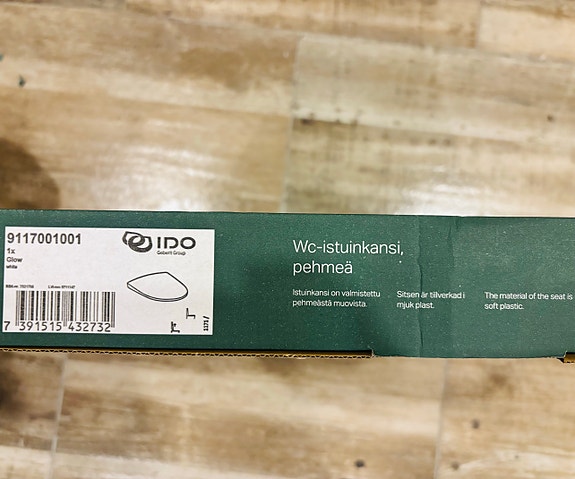 9117001001
1x
Glow
white
IDO
Geberit Group
7 391515 432732
Wc-istuinkansi,
pehmeä
Istuinkansi on valmistettu
pehmeästä muovista.
Sitsen är tillverkad i
mjuk plast.
The material of the seat is
soft plastic.